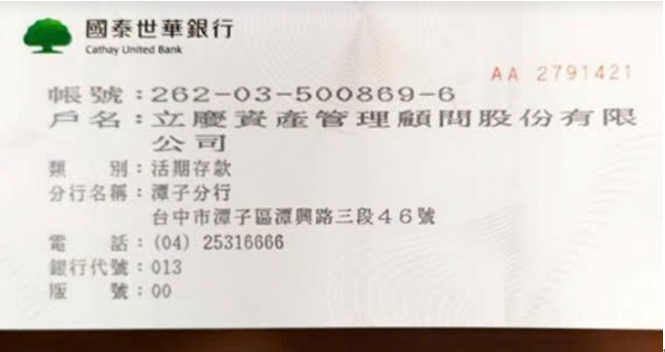 國泰世華銀行
Cathay United Bank
AA 2791421
帳號:262-03-500869-6
戶名:立慶資產管理顧問股份有限
公司
類別:活期存款
分行名稱:潭子分行
台中市潭子區潭興路三段46號
電話:(04) 25316666
銀行代號:013
版號:00